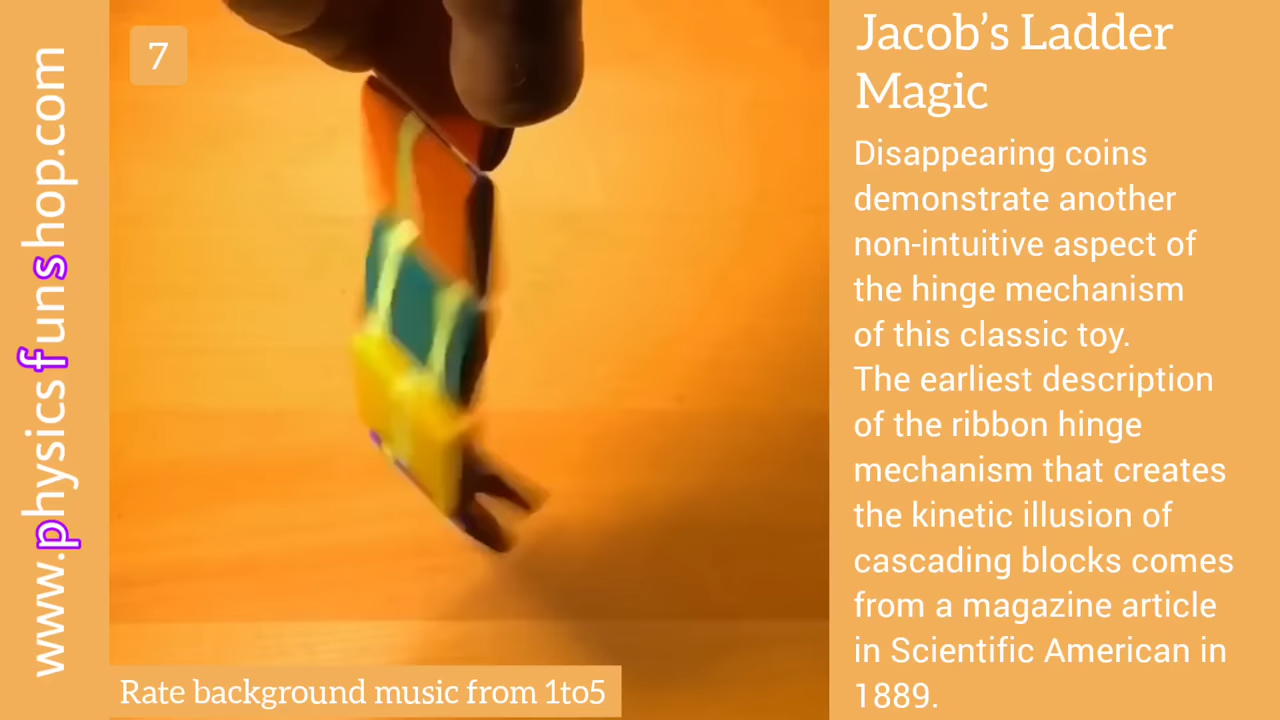 www.physicsfunshop.com
7
Jacob's Ladder
Magic
Disappearing coins
demonstrate another
non-intuitive aspect of
the hinge mechanism
of this classic toy.
The earliest description
of the ribbon hinge
mechanism that creates
the kinetic illusion of
cascading blocks comes
from a magazine article
in Scientific American in
1889.
Rate background music from 1to5